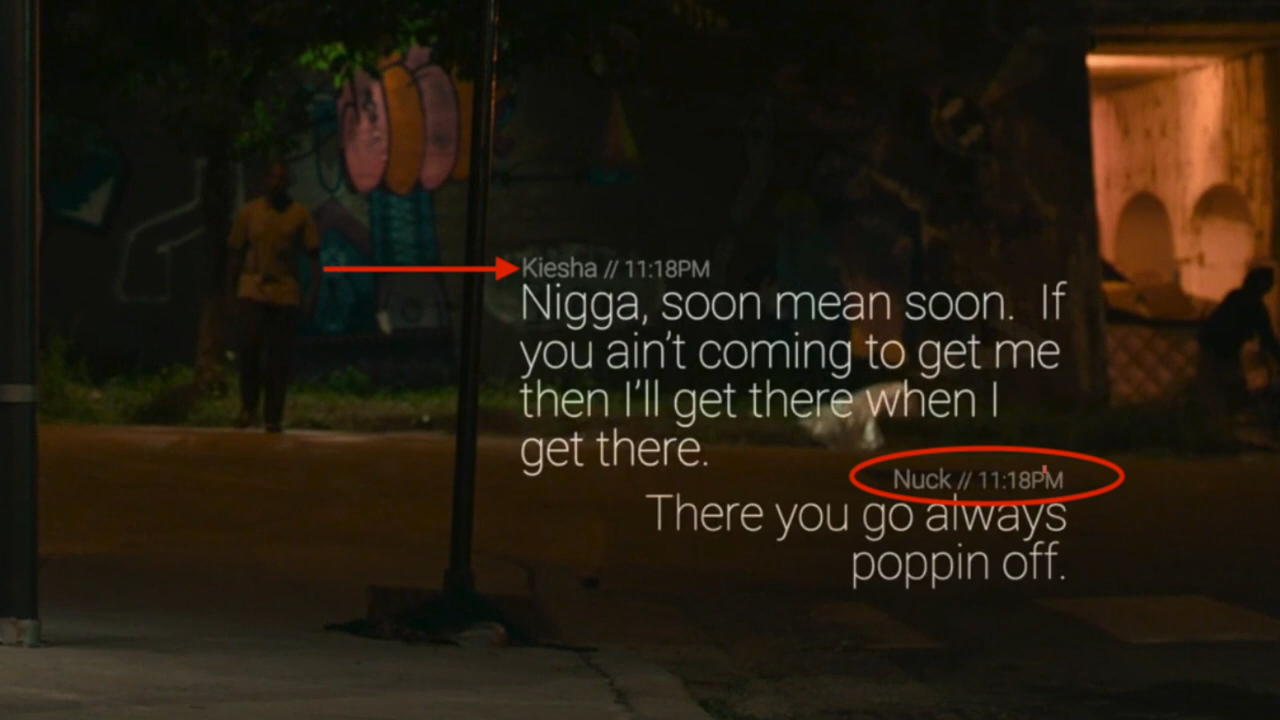 Kiesha // 11:18PM
Nigga, soon mean soon.  If
you ain't coming to get me
then I'll get there when I
get there.
Nuck // 11:18PM
There you go always
poppin off.